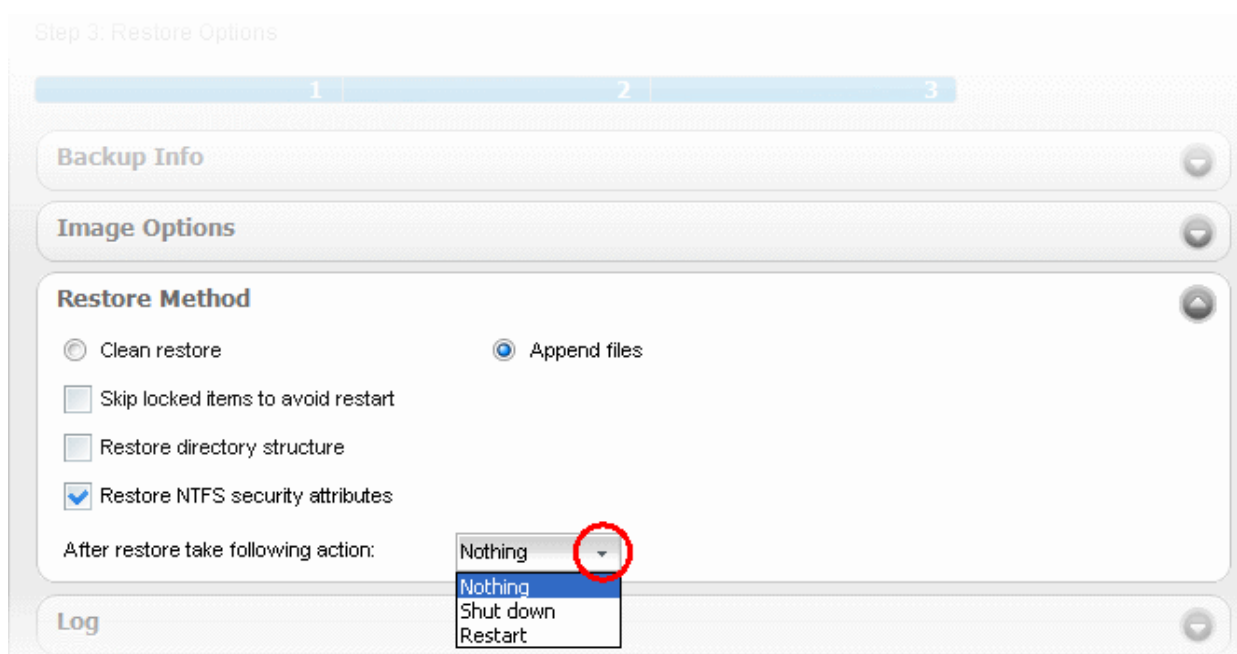 Step 3: Restore Options
1 2 3
Backup Info
Image Options
Restore Method
Clean restore Append files
Skip locked items to avoid restart
Restore directory structure
Restore NTFS security attributes
After restore take following action: Nothing
Nothing
Shut down
Log
Restart